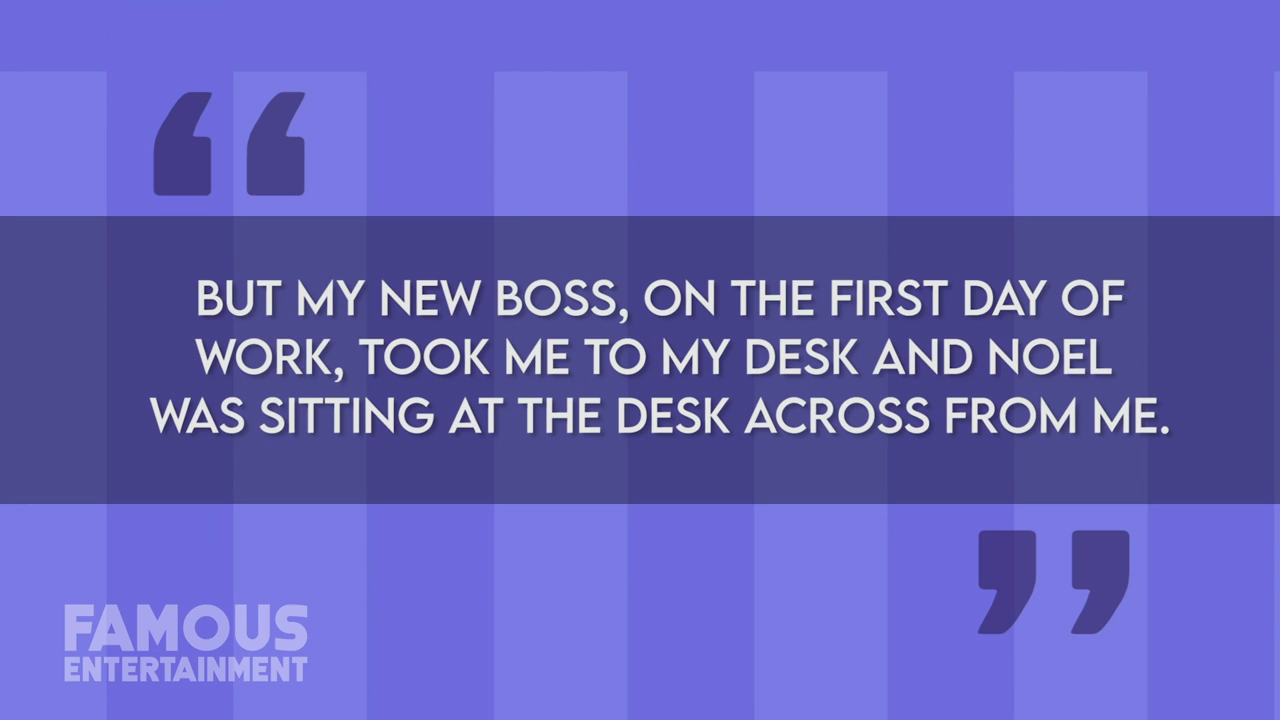 “
BUT MY NEW BOSS, ON THE FIRST DAY OF
WORK, TOOK ME TO MY DESK AND NOEL
WAS SITTING AT THE DESK ACROSS FROM ME.
”
FAMOUS
ENTERTAINMENT